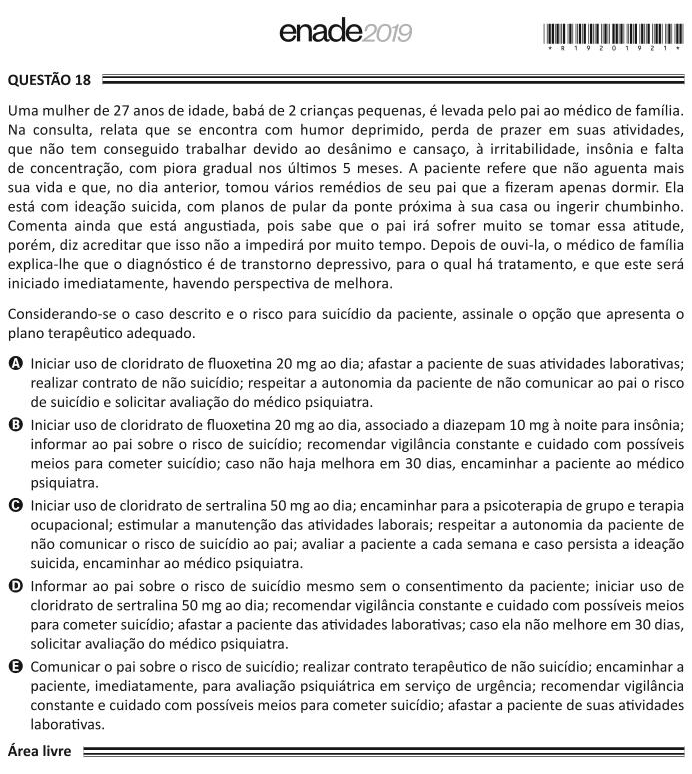 enade2019
*R1920192​1*
QUESTÃO 18
Uma mulher de 27 anos de idade, babá de 2 crianças pequenas, é levada pelo pai ao médico de família.
Na consulta, relata que se encontra com humor deprimido, perda de prazer em suas atividades,
que não tem conseguido trabalhar devido ao desânimo e cansaço, à irritabilidade, insônia e falta
de concentração, com piora gradual nos últimos 5 meses. A paciente refere que não aguenta mais
sua vida e que, no dia anterior, tomou vários remédios de seu pai que a fizeram apenas dormir. Ela
está com ideação suicida, com planos de pular da ponte próxima à sua casa ou ingerir chumbinho.
Comenta ainda que está angustiada, pois sabe que o pai irá sofrer muito se tomar essa atitude,
porém, diz acreditar que isso não a impedirá por muito tempo. Depois de ouvi-la, o médico de família
explica-lhe que o diagnóstico é de transtorno depressivo, para o qual há tratamento, e que este será
iniciado imediatamente, havendo perspectiva de melhora.
Considerando-se o caso descrito e o risco para suicídio da paciente, assinale o opção que apresenta o
plano terapêutico adequado.
A Iniciar uso de cloridrato de fluoxetina 20 mg ao dia; afastar a paciente de suas atividades laborativas;
realizar contrato de não suicídio; respeitar a autonomia da paciente de não comunicar ao pai o risco
de suicídio e solicitar avaliação do médico psiquiatra.
B Iniciar uso de cloridrato de fluoxetina 20 mg ao dia, associado a diazepam 10 mg à noite para insônia;
informar ao pai sobre o risco de suicídio; recomendar vigilância constante e cuidado com possíveis
meios para cometer suicídio; caso não haja melhora em 30 dias, encaminhar a paciente ao médico
psiquiatra.
C Iniciar uso de cloridrato de sertralina 50 mg ao dia; encaminhar para a psicoterapia de grupo e terapia
ocupacional; estimular a manutenção das atividades laborais; respeitar a autonomia da paciente de
não comunicar o risco de suicídio ao pai; avaliar a paciente a cada semana e caso persista a ideação
suicida, encaminhar ao médico psiquiatra.
D Informar ao pai sobre o risco de suicídio mesmo sem o consentimento da paciente; iniciar uso de
cloridrato de sertralina 50 mg ao dia; recomendar vigilância constante e cuidado com possíveis meios
para cometer suicídio; afastar a paciente das atividades laborativas; caso ela não melhore em 30 dias,
solicitar avaliação do médico psiquiatra.
E Comunicar o pai sobre o risco de suicídio; realizar contrato terapêutico de não suicídio; encaminhar a
paciente, imediatamente, para avaliação psiquiátrica em serviço de urgência; recomendar vigilância
constante e cuidado com possíveis meios para cometer suicídio; afastar a paciente de suas atividades
laborativas.
Área livre